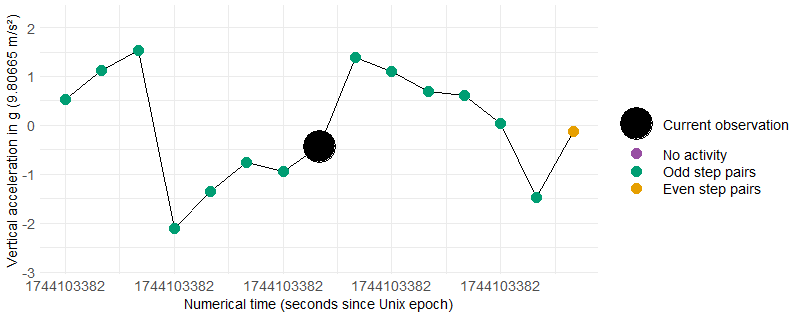 Vertical acceleration in g (9.80665 m/s²)
2
1
0
-1
-2
-3
1744103382 1744103382 1744103382 1744103382 1744103382
Numerical time (seconds since Unix epoch)
Current observation
No activity
Odd step pairs
Even step pairs